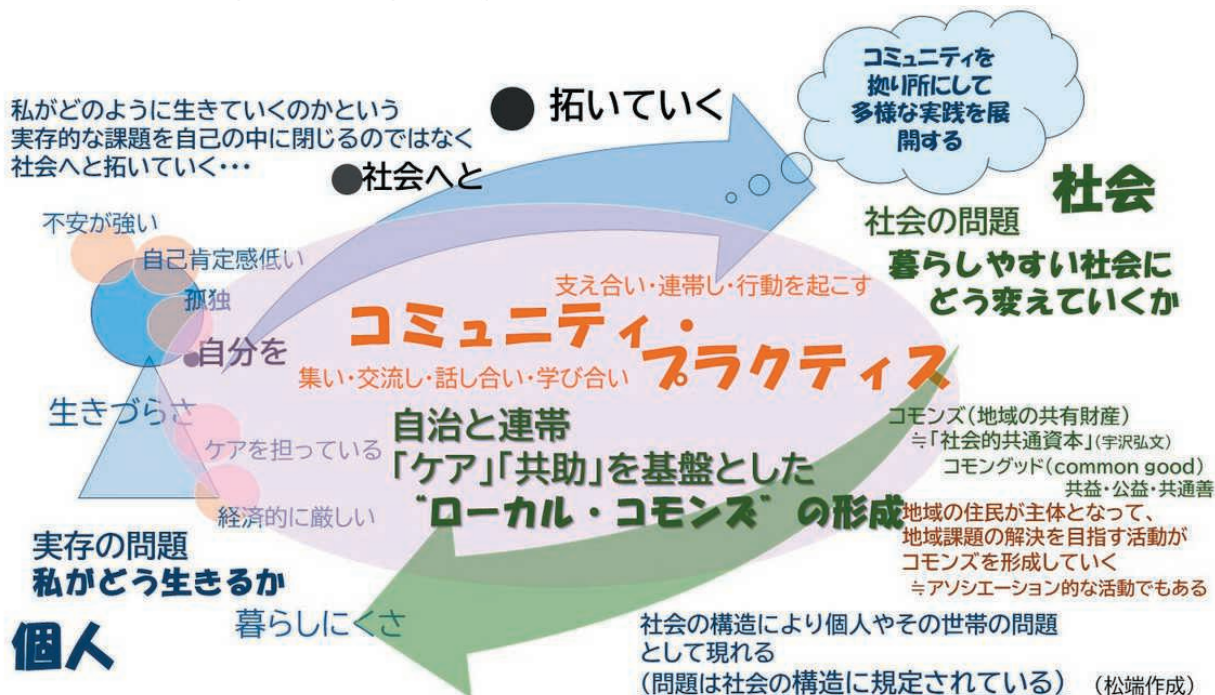 私がどのように生きていくのかという
実存的な課題を自己の中に閉じるのではなく
社会へと拓いていく・・・
●自分を
●社会へと
●拓いていく
コミュニティを
拠り所にして
多様な実践を展
開する
社会
社会の問題
暮らしやすい社会に
どう変えていくか
不安が強い
自己肯定感低い
孤独
生きづらさ
ケアを担っている
経済的に厳しい
支え合い・連帯し・行動を起こす
コミュニティ・
プラクティス
集い・交流し・話し合い・学び合い
自治と連帯
「ケア」「共助」を基盤とした
"ローカル・コモンズ"の形成
コモンズ(地域の共有財産)
≒「社会的共通資本」(宇沢弘文)
コモングッド(common good)
共益・公益・共通善
地域の住民が主体となって、
地域課題の解決を目指す活動が
コモンズを形成していく
≒アソシエーション的な活動でもある
実存の問題
私がどう生きるか
個人
暮らしにくさ
社会の構造により個人やその世帯の問題
として現れる
(問題は社会の構造に規定されている) (松端作成)